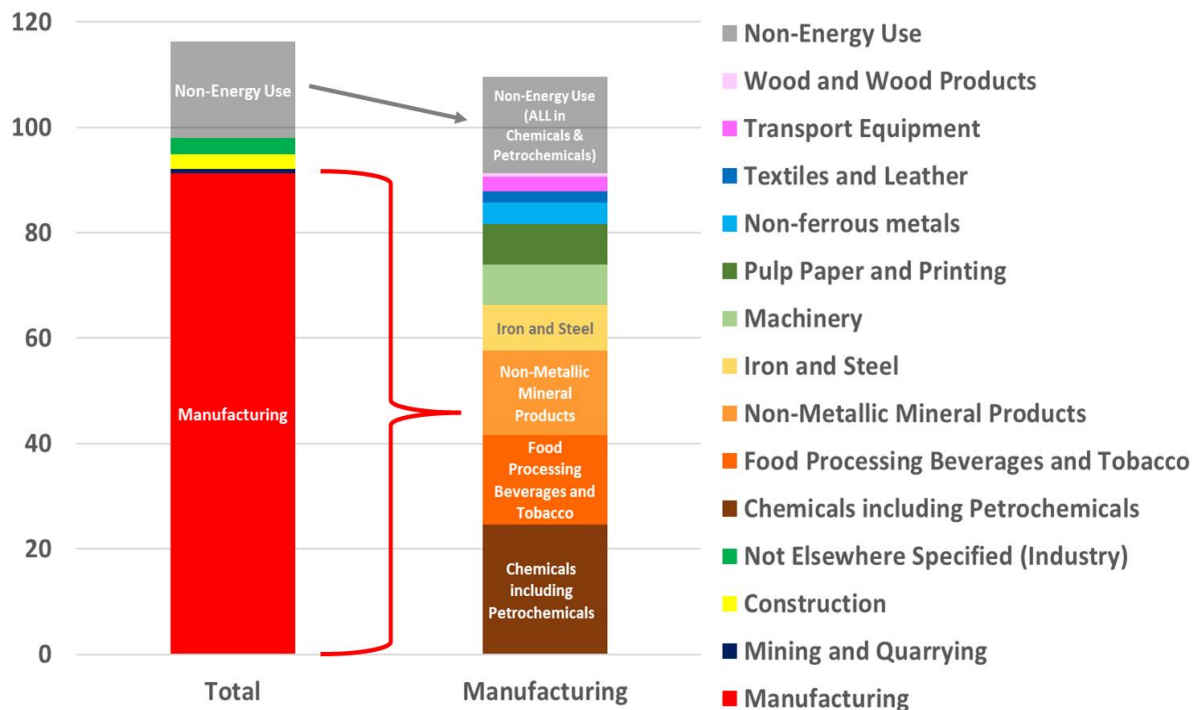 120
100
80
60
40
20
0
Non-Energy Use
Manufacturing
Total
Non-Energy Use
(ALL in
Chemicals &
Petrochemicals)
Iron and Steel
Non-Metallic
Mineral
Products
Food
Processing
Beverages and
Tobacco
Chemicals
including
Petrochemicals
Manufacturing
Non-Energy Use
Wood and Wood Products
Transport Equipment
Textiles and Leather
Non-ferrous metals
Pulp Paper and Printing
Machinery
Iron and Steel
Non-Metallic Mineral Products
Food Processing Beverages and Tobacco
Chemicals including Petrochemicals
Not Elsewhere Specified (Industry)
Construction
Mining and Quarrying
Manufacturing